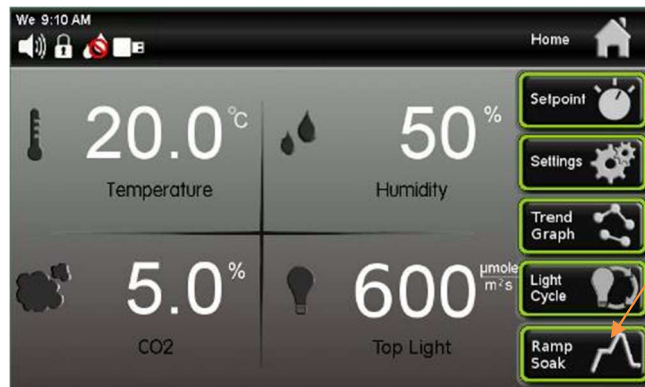 We 9:10 AM
Home
20.0°C
Temperature
50%
Humidity
5.0%
CO2
600 µmole
m²s
Top Light
Setpoint
Settings
Trend
Graph
Light
Cycle
Ramp
Soak